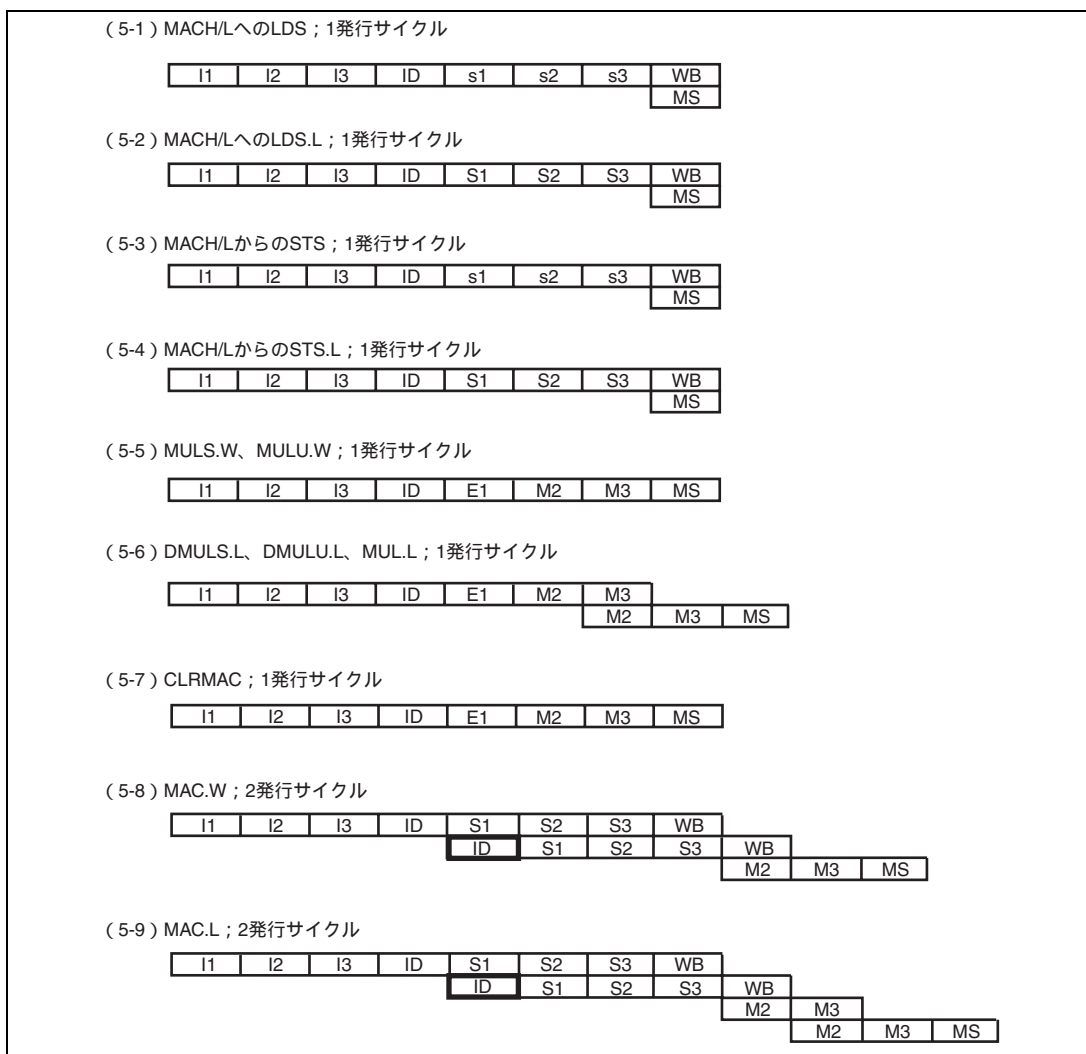 （5-1）MACH/LへのLDS；1発行サイクル
I1 I2 I3 ID s1 s2 s3 WB
MS
（5-2）MACH/LへのLDS.L；1発行サイクル
I1 I2 I3 ID S1 S2 S3 WB
MS
（5-3）MACH/LからのSTS；1発行サイクル
I1 I2 I3 ID s1 s2 s3 WB
MS
（5-4）MACH/LからのSTS.L；1発行サイクル
I1 I2 I3 ID S1 S2 S3 WB
MS
（5-5）MULS.W、MULU.W；1発行サイクル
I1 I2 I3 ID E1 M2 M3 MS
（5-6）DMULS.L、DMULU.L、MUL.L；1発行サイクル
I1 I2 I3 ID E1 M2 M3
M2 M3 MS
（5-7）CLRMAC；1発行サイクル
I1 I2 I3 ID E1 M2 M3 MS
（5-8）MAC.W；2発行サイクル
I1 I2 I3 ID S1 S2 S3 WB
ID S1 S2 S3 WB
M2 M3 MS
（5-9）MAC.L；2発行サイクル
I1 I2 I3 ID S1 S2 S3 WB
ID S1 S2 S3 WB
M2 M3
M2 M3 MS